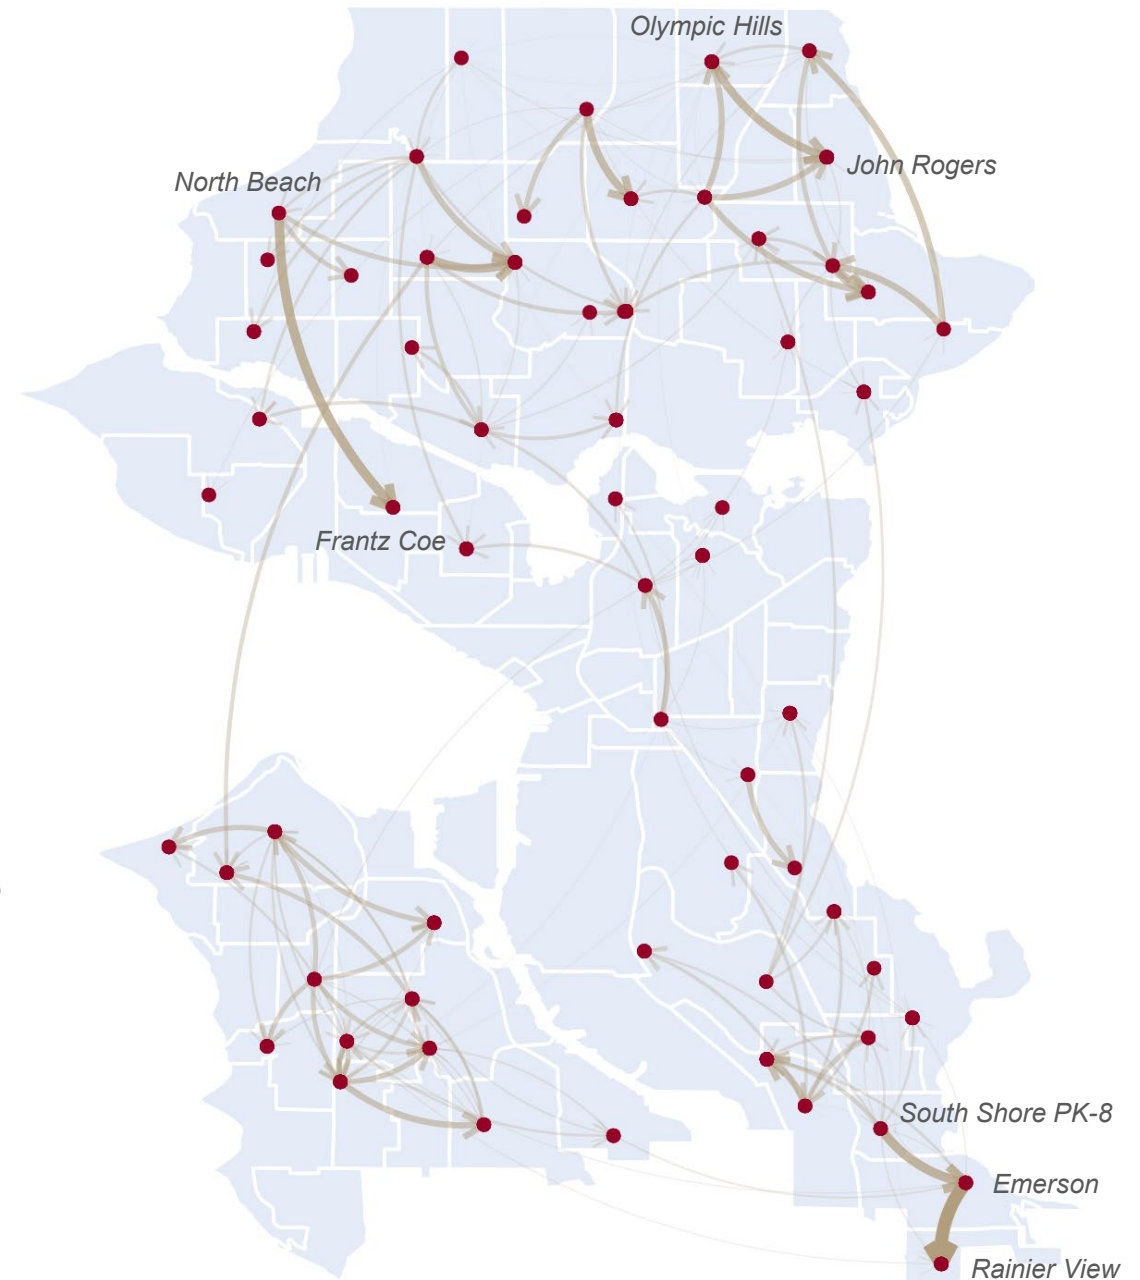 Olympic Hills
John Rogers
North Beach
Frantz Coe
South Shore PK-8
Emerson
Rainier View